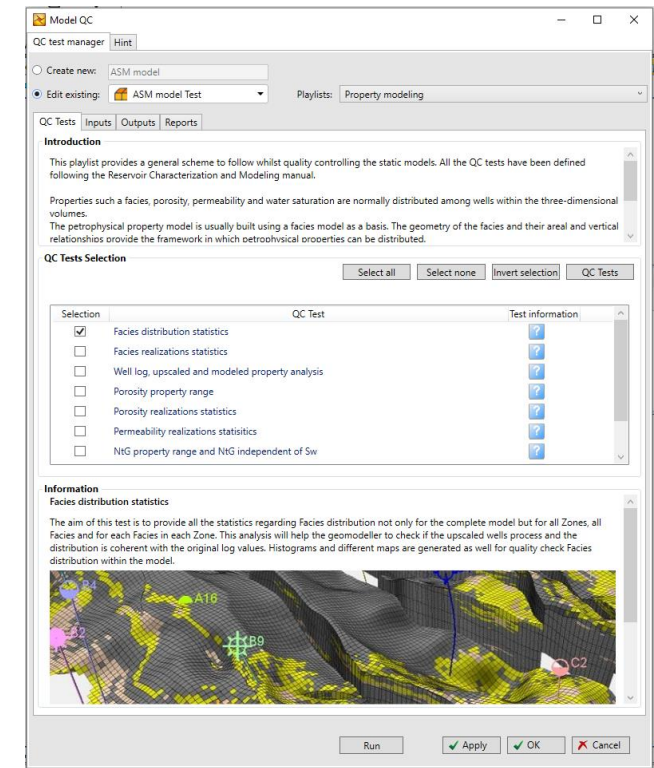 Model QC
QC test manager Hint
Create new: ASM model
Edit existing: ASM model Test Playlists: Property modeling
QC Tests Inputs Outputs Reports
Introduction
This playlist provides a general scheme to follow whilst quality controlling the static models. All the QC tests have been defined
following the Reservoir Characterization and Modeling manual.
Properties such a facies, porosity, permeability and water saturation are normally distributed among wells within the three-dimensional
volumes.
The petrophysical property model is usually built using a facies model as a basis. The geometry of the facies and their areal and vertical
relationships provide the framework in which petrophysical properties can be distributed.
QC Tests Selection
Select all Select none Invert selection QC Tests
Selection QC Test Test information
Facies distribution statistics ?
Facies realizations statistics ?
Well log, upscaled and modeled property analysis ?
Porosity property range ?
Porosity realizations statistics ?
Permeability realizations statisitics ?
NtG property range and NtG independent of Sw ?
Information
Facies distribution statistics
The aim of this test is to provide all the statistics regarding Facies distribution not only for the complete model but for all Zones, all
Facies and for each Facies in each Zone. This analysis will help the geomodeller to check if the upscaled wells process and the
distribution is coherent with the original log values. Histograms and different maps are generated as well for quality check Facies
distribution within the model.
A16
B9
C2
Run Apply OK Cancel